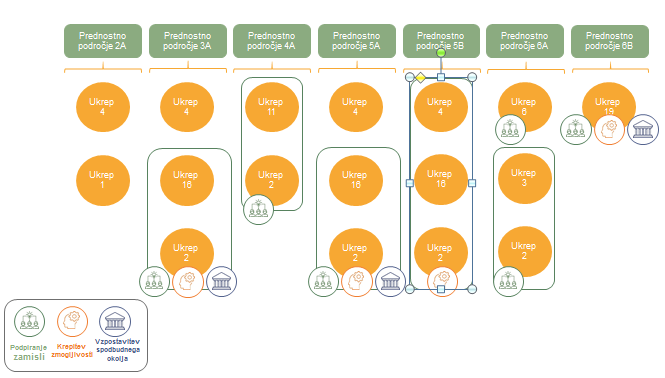 Prednostno
področje 2A
Prednostno
področje 3A
Prednostno
področje 4A
Prednostno
področje 5A
Prednostno
področje 5B
Prednostno
področje 6A
Prednostno
področje 6B
Ukrep
4
Ukrep
4
Ukrep
11
Ukrep
4
Ukrep
4
Ukrep
6
Ukrep
19
Ukrep
1
Ukrep
16
Ukrep
2
Ukrep
16
Ukrep
16
Ukrep
3
Ukrep
2
Ukrep
2
Ukrep
2
Ukrep
2
Podpiranje
zamisli
Krepitev
zmogljivosti
Vzpostavitev
spodbudnega
okolja